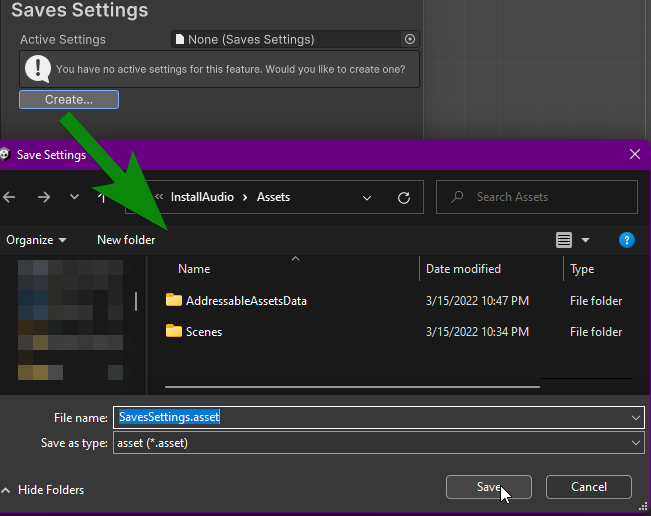 Saves Settings
Active Settings
None (Saves Settings)
You have no active settings for this feature. Would you like to create one?
Create...
Save Settings
« InstallAudio > Assets
Search Assets
Organize
New folder
Name
Date modified
Type
AddressableAssetsData
3/15/2022 10:47 PM
File folder
Scenes
3/15/2022 10:34 PM
File folder
File name:
SavesSettings.asset
Save as type:
asset (*.asset)
Hide Folders
Save
Cancel